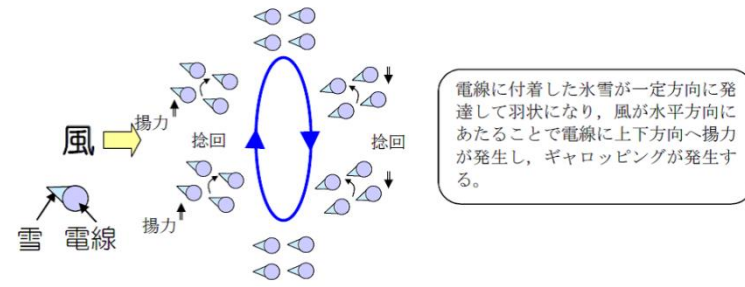 風
揚力
捻回
捻回
揚力
雪 電線
電線に付着した氷雪が一定方向に発
達して羽状になり，風が水平方向に
あたることで電線に上下方向へ揚力
が発生し，ギャロッピングが発生す
る。